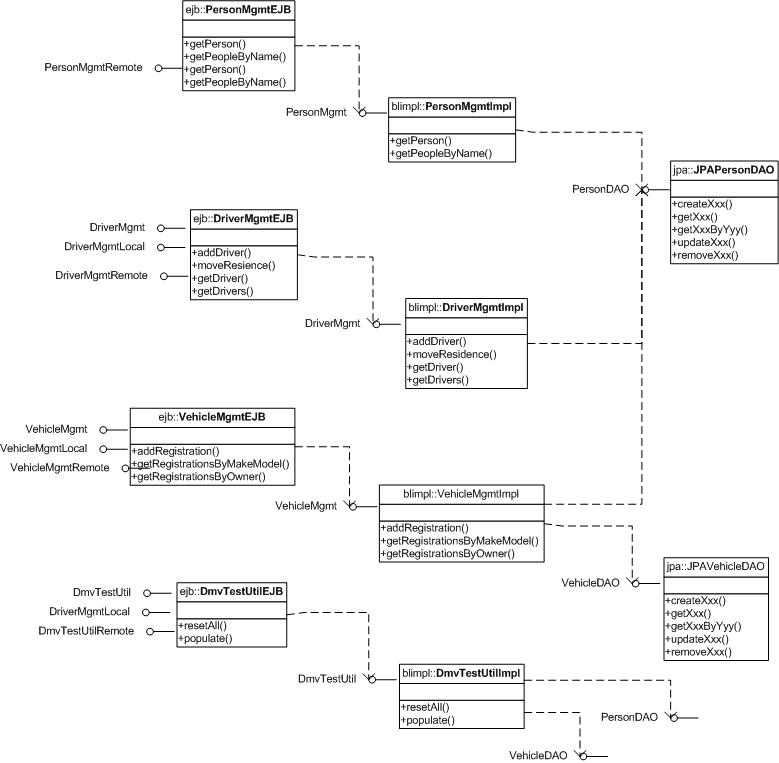 ejb::PersonMgmtEJB
+getPerson()
+getPeopleByName()
+getPerson()
+getPeopleByName()
PersonMgmtRemote
PersonMgmt
blimpl::PersonMgmtImpl
+getPerson()
+getPeopleByName()
PersonDAO
jpa::JPAPersonDAO
+createXxx()
+getXxx()
+getXxxByYyy()
+updateXxx()
+removeXxx()
DriverMgmt
DriverMgmtLocal
DriverMgmtRemote
ejb::DriverMgmtEJB
+addDriver()
+moveResience()
+getDriver()
+getDrivers()
DriverMgmt
blimpl::DriverMgmtImpl
+addDriver()
+moveResidence()
+getDriver()
+getDrivers()
VehicleMgmt
VehicleMgmtLocal
VehicleMgmtRemote
ejb::VehicleMgmtEJB
+addRegistration()
+getRegistrationsByMakeModel()
+getRegistrationsByOwner()
VehicleMgmt
blimpl::VehicleMgmtImpl
+addRegistration()
+getRegistrationsByMakeModel()
+getRegistrationsByOwner()
VehicleDAO
jpa::JPAVehicleDAO
+createXxx()
+getXxx()
+getXxxByYyy()
+updateXxx()
+removeXxx()
DmvTestUtil
DriverMgmtLocal
DmvTestUtilRemote
ejb::DmvTestUtilEJB
+resetAll()
+populate()
DmvTestUtil
blimpl::DmvTestUtilImpl
+resetAll()
+populate()
PersonDAO
VehicleDAO